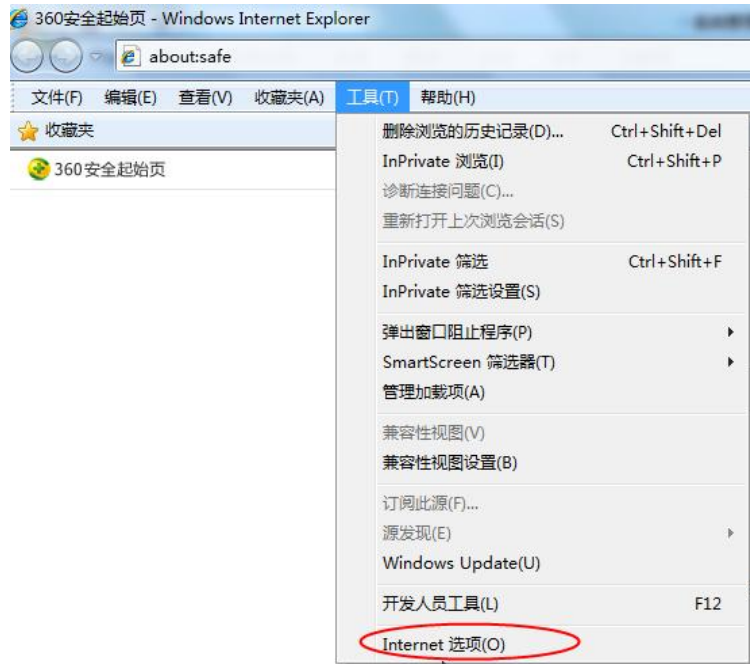 360安全起始页 - Windows Internet Explorer
about:safe
文件(F) 编辑(E) 查看(V) 收藏夹(A) 工具(T) 帮助(H)
收藏夹
360安全起始页
删除浏览的历史记录(D)... Ctrl+Shift+Del
InPrivate 浏览(I) Ctrl+Shift+P
诊断连接问题(C)...
重新打开上次浏览会话(S)
InPrivate 筛选 Ctrl+Shift+F
InPrivate 筛选设置(S)
弹出窗口阻止程序(P)
SmartScreen 筛选器(T)
管理加载项(A)
兼容性视图(V)
兼容性视图设置(B)
订阅此源(F)...
源发现(E)
Windows Update(U)
开发人员工具(L) F12
Internet 选项(O)